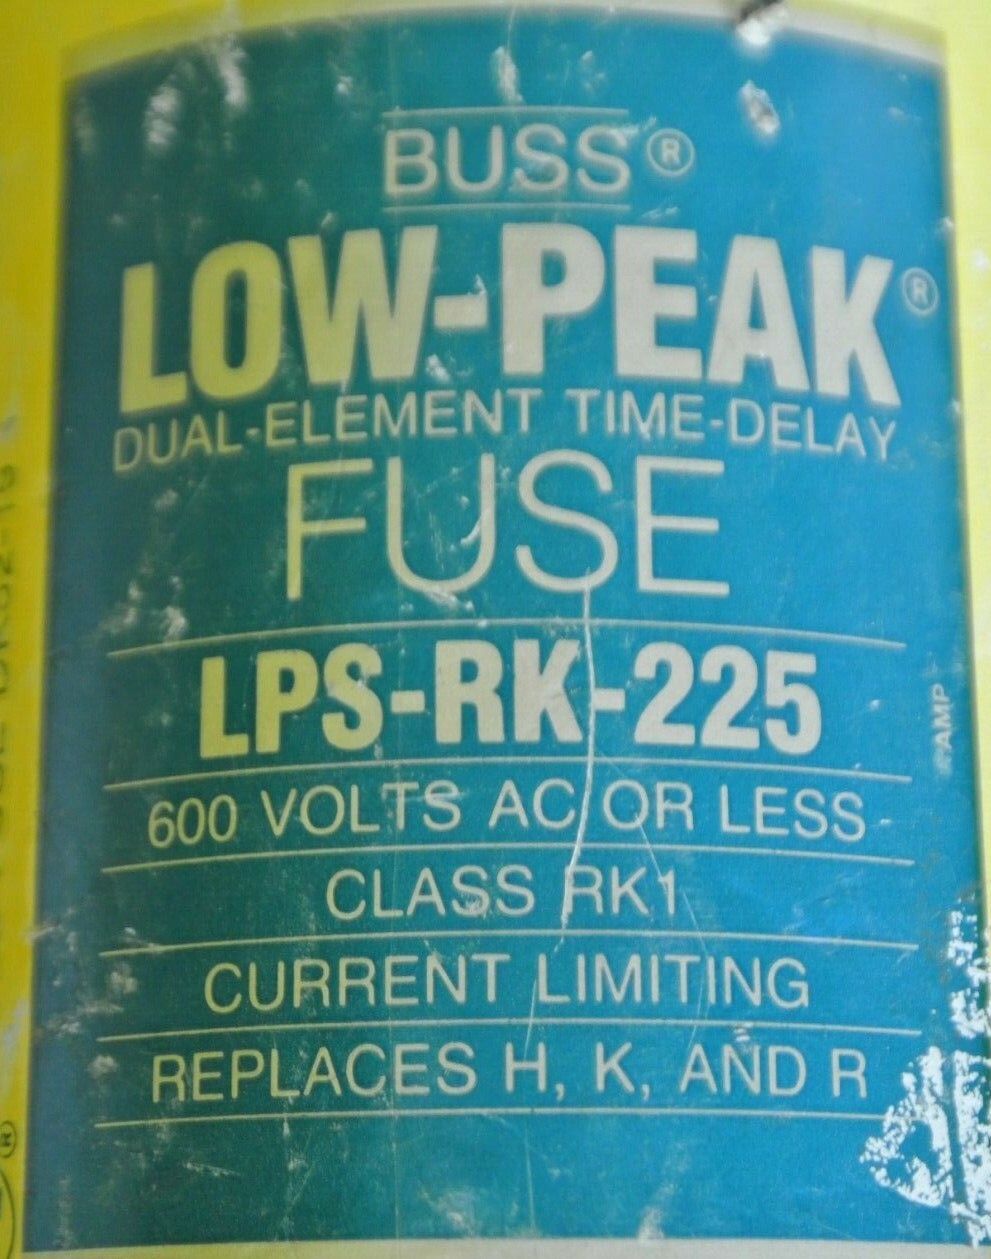 BUSS®
LOW-PEAK®
DUAL-ELEMENT TIME-DELAY
FUSE
LPS-RK-225
AMP
600 VOLTS AC OR LESS
CLASS RK1
CURRENT LIMITING
REPLACES H, K, AND R
®